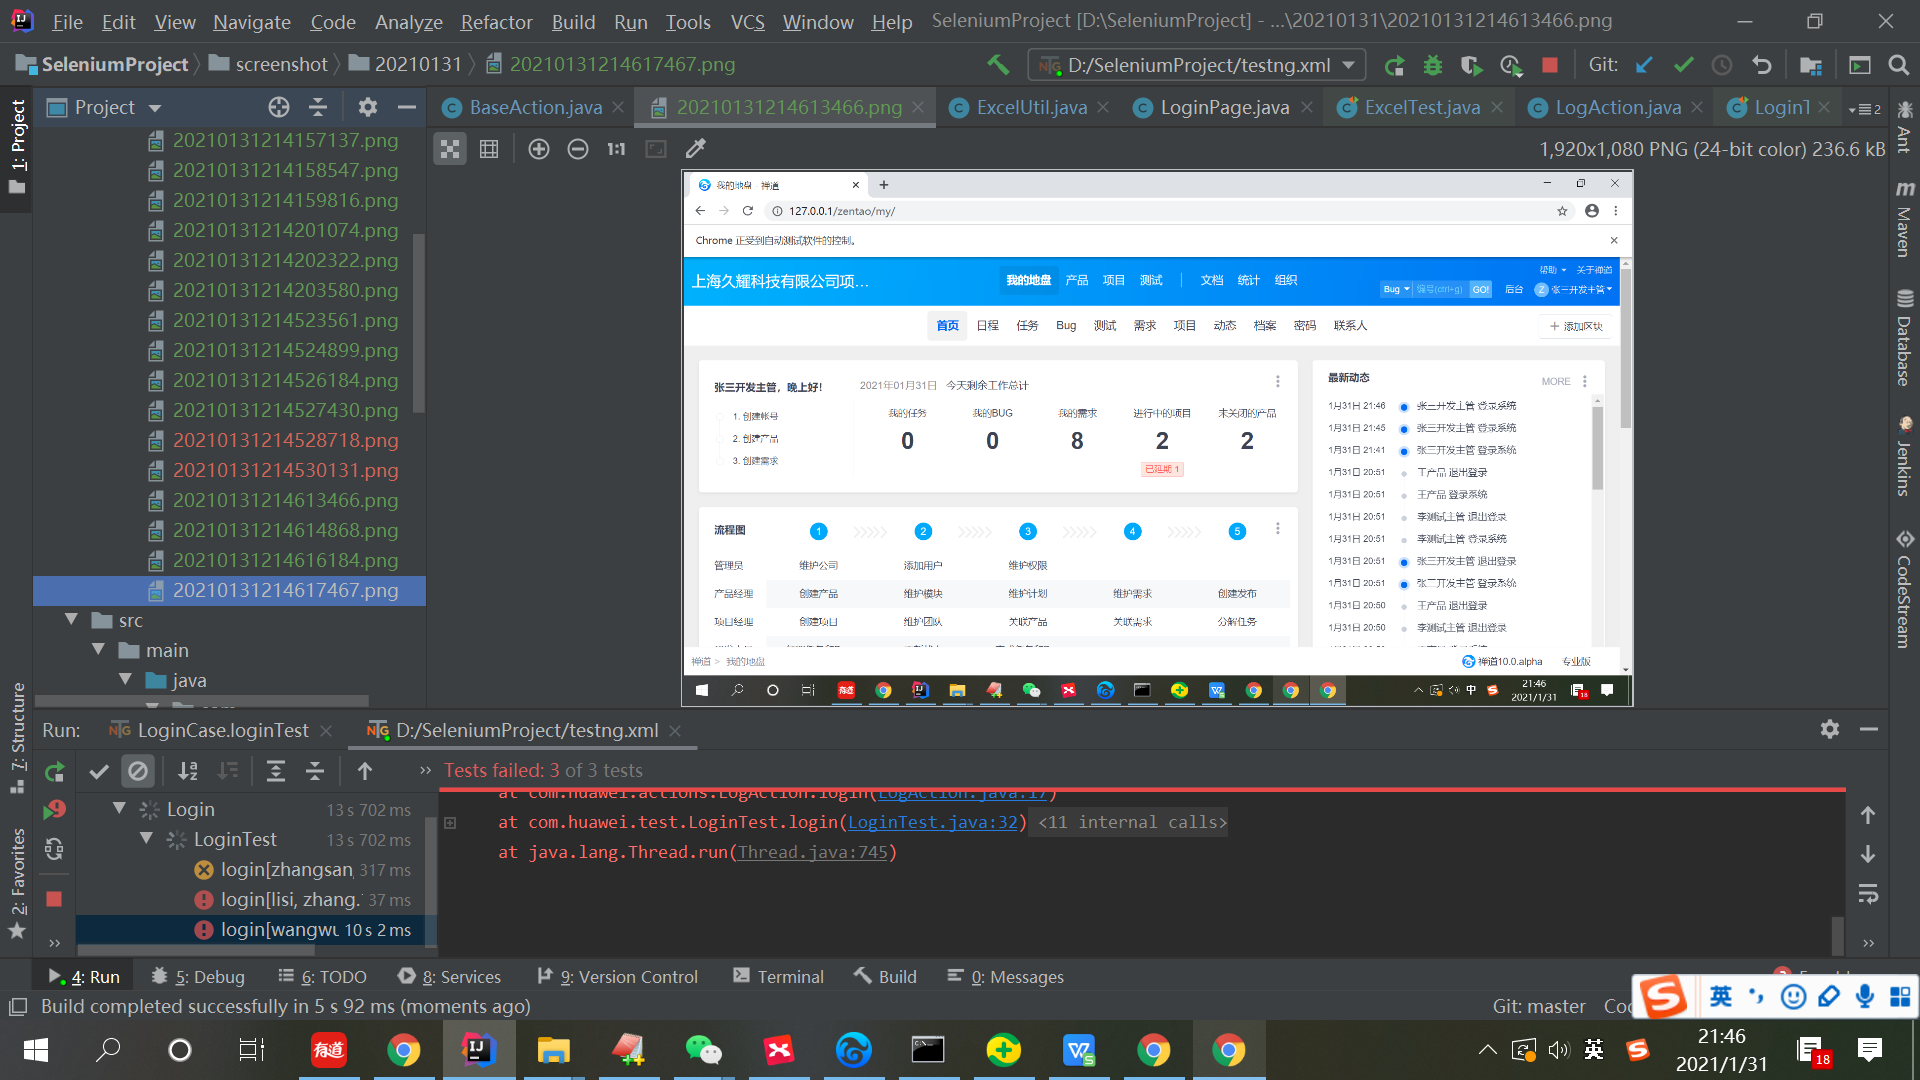 File Edit View Navigate Code Analyze Refactor Build Run Tools VCS Window Help SeleniumProject [D:\SeleniumProject] - ...\20210131\20210131214613466.png
SeleniumProject screenshot 20210131 20210131214617467.png D:/SeleniumProject/testng.xml Git:
1: Project
Project
BaseAction.java 20210131214613466.png ExcelUtil.java LoginPage.java ExcelTest.java LogAction.java LoginT 2
1:1 1,920x1,080 PNG (24-bit color) 236.6 kB
20210131214157137.png
20210131214158547.png
20210131214159816.png
20210131214201074.png
20210131214202322.png
20210131214203580.png
20210131214523561.png
20210131214524899.png
20210131214526184.png
20210131214527430.png
20210131214528718.png
20210131214530131.png
20210131214613466.png
20210131214614868.png
20210131214616184.png
20210131214617467.png
src
main
java
我的地盘 - 禅道
127.0.0.1/zentao/my/
Chrome 正受到自动测试软件的控制。
上海久耀科技有限公司项... 我的地盘 产品 项目 测试 文档 统计 组织 帮助 关于禅道
Bug 编号(ctrl+g) GO! 后台 Z 张三开发主管
首页 日程 任务 Bug 测试 需求 项目 动态 档案 密码 联系人 添加区块
张三开发主管，晚上好！ 2021年01月31日 今天剩余工作总计
1. 创建帐号
2. 创建产品
3. 创建需求
我的任务 我的BUG 我的需求 进行中的项目 未关闭的产品
0 0 8 2 2
已延期 1
最新动态 MORE
1月31日 21:46 张三开发主管 登录系统
1月31日 21:45 张三开发主管 登录系统
1月31日 21:41 张三开发主管 登录系统
1月31日 20:51 王产品 退出登录
1月31日 20:51 王产品 登录系统
1月31日 20:51 李测试主管 退出登录
1月31日 20:51 李测试主管 登录系统
1月31日 20:51 张三开发主管 退出登录
1月31日 20:51 张三开发主管 登录系统
1月31日 20:50 王产品 退出登录
1月31日 20:50 李测试主管 退出登录
流程图 1 2 3 4 5
管理员 维护公司 添加用户 维护权限
产品经理 创建产品 维护模块 维护计划 维护需求 创建发布
项目经理 创建项目 维护团队 关联产品 关联需求 分解任务
禅道 > 我的地盘 禅道10.0.alpha 专业版
有道 中 21:46
2021/1/31 18
Ant
Maven
Database
Jenkins
CodeStream
7: Structure
2: Favorites
Run: LoginCase.loginTest D:/SeleniumProject/testng.xml
Tests failed: 3 of 3 tests
Login 13 s 702 ms
LoginTest 13 s 702 ms
login[zhangsan, 317 ms
login[lisi, zhang. 37 ms
login[wangwu 10 s 2 ms
at com.huawei.actions.LogAction.login(LogAction.java:17)
at com.huawei.test.LoginTest.login(LoginTest.java:32) <11 internal calls>
at java.lang.Thread.run(Thread.java:745)
4: Run 5: Debug 6: TODO 8: Services 9: Version Control Terminal Build 0: Messages
Build completed successfully in 5 s 92 ms (moments ago) Git: master
英
有道 英 21:46
2021/1/31 18